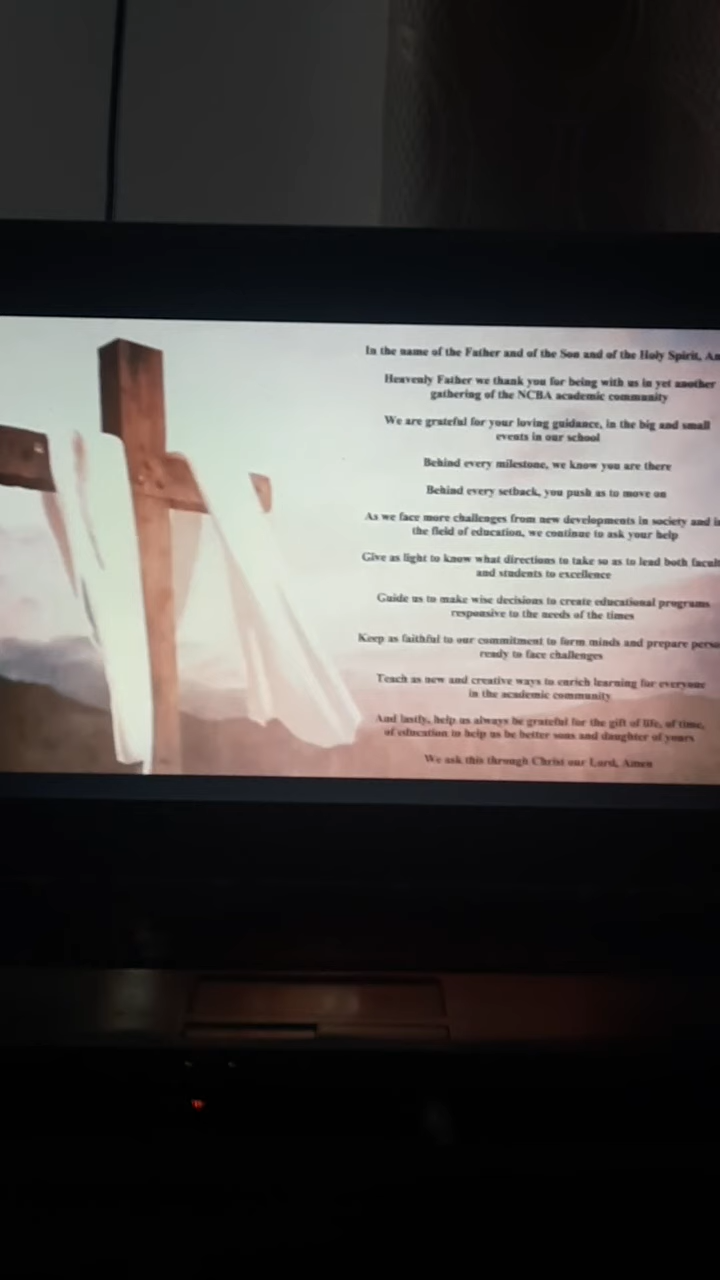 In the name of the Father and of the Son and of the Holy Spirit,
Heavenly Father we thank you for being with us in yet another
gathering of the NCBA academic community
We are grateful for your loving guidance, in the big and small
events in our school
Behind every milestone, we know you are there
Behind every setback, you push as to move on
As we face more challenges from new developments in society and
the field of education, we continue to ask your help
Give as light to know what directions to take so as to lead both
and students to excellence
Guide us to make wise decisions to create educational programs
responsive to the needs of the times
Keep as faithful to our commitment to form minds and prepare
ready to face challenges
Teach as new and creative ways to enrich learning for everyone
in the academic community
And lastly, help as always be grateful for the gift of life, of time,
of education to help us be better sons and daughter of yours
We ask this through Christ our Lord, Amen